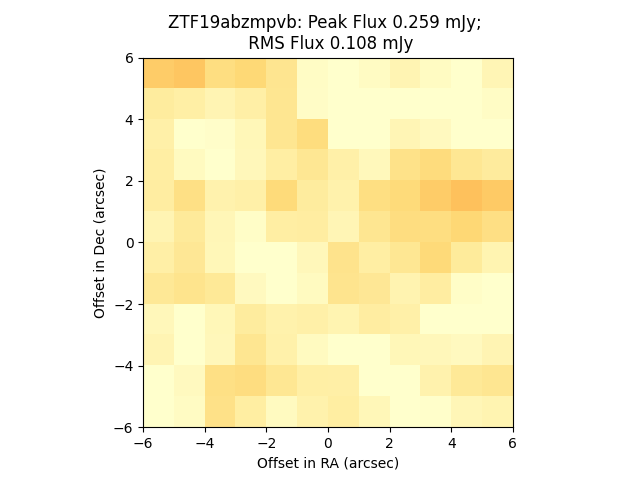 ZTF19abzmpvb: Peak Flux 0.259 mJy;
RMS Flux 0.108 mJy
6
4
2
0
−2
−4
−6
Offset in Dec (arcsec)
−6 −4 −2 0 2 4 6
Offset in RA (arcsec)